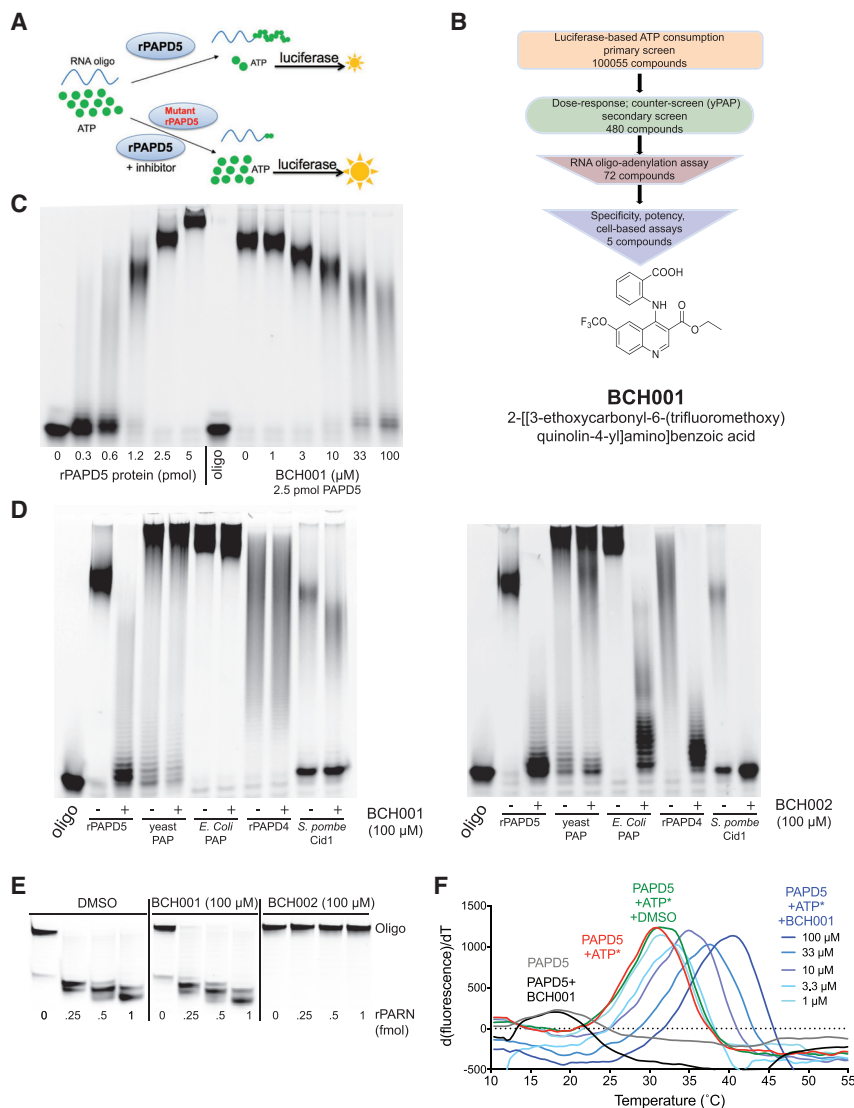 A
RNA oligo
ATP
rPAPD5
ATP
luciferase
Mutant
rPAPD5
rPAPD5
+ inhibitor
ATP
luciferase
B
Luciferase-based ATP consumption
primary screen
100055 compounds
Dose-response; counter-screen (yPAP)
secondary screen
480 compounds
RNA oligo-adenylation assay
72 compounds
Specificity, potency,
cell-based assays
5 compounds
COOH
NH
O
F₃CO
O
N
BCH001
2-[[3-ethoxycarbonyl-6-(trifluoromethoxy)
quinolin-4-yl]amino]benzoic acid
C
0 0.3 0.6 1.2 2.5 5 oligo 0 1 3 10 33 100
rPAPD5 protein (pmol) BCH001 (µM)
2.5 pmol PAPD5
D
oligo - + - + - + - + - + BCH001
rPAPD5 yeast PAP E. Coli PAP rPAPD4 S. pombe Cid1 (100 µM)
oligo - + - + - + - + - + BCH002
rPAPD5 yeast PAP E. Coli PAP rPAPD4 S. pombe Cid1 (100 µM)
E
DMSO BCH001 (100 µM) BCH002 (100 µM)
Oligo
0 .25 .5 1 0 .25 .5 1 0 .25 .5 1 rPARN
(fmol)
F
d(fluorescence)/dT
1500
1000
500
0
-500
10 15 20 25 30 35 40 45 50 55
Temperature (˚C)
PAPD5
PAPD5+
BCH001
PAPD5
+ATP*
PAPD5
+ATP*
+DMSO
PAPD5
+ATP*
+BCH001
100 µM
33 µM
10 µM
3,3 µM
1 µM